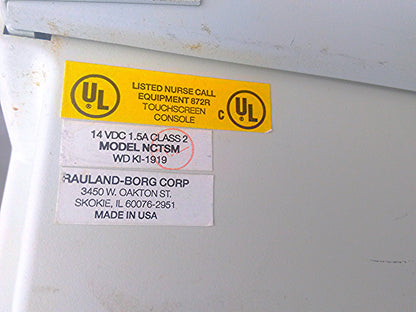 UL
LISTED NURSE CALL
EQUIPMENT 872R
TOUCHSCREEN
CONSOLE
C UL
14 VDC 1.5A CLASS 2
MODEL NCTSM
WD KI-1919
RAULAND-BORG CORP
3450 W. OAKTON ST.
SKOKIE, IL 60076-2951
MADE IN USA